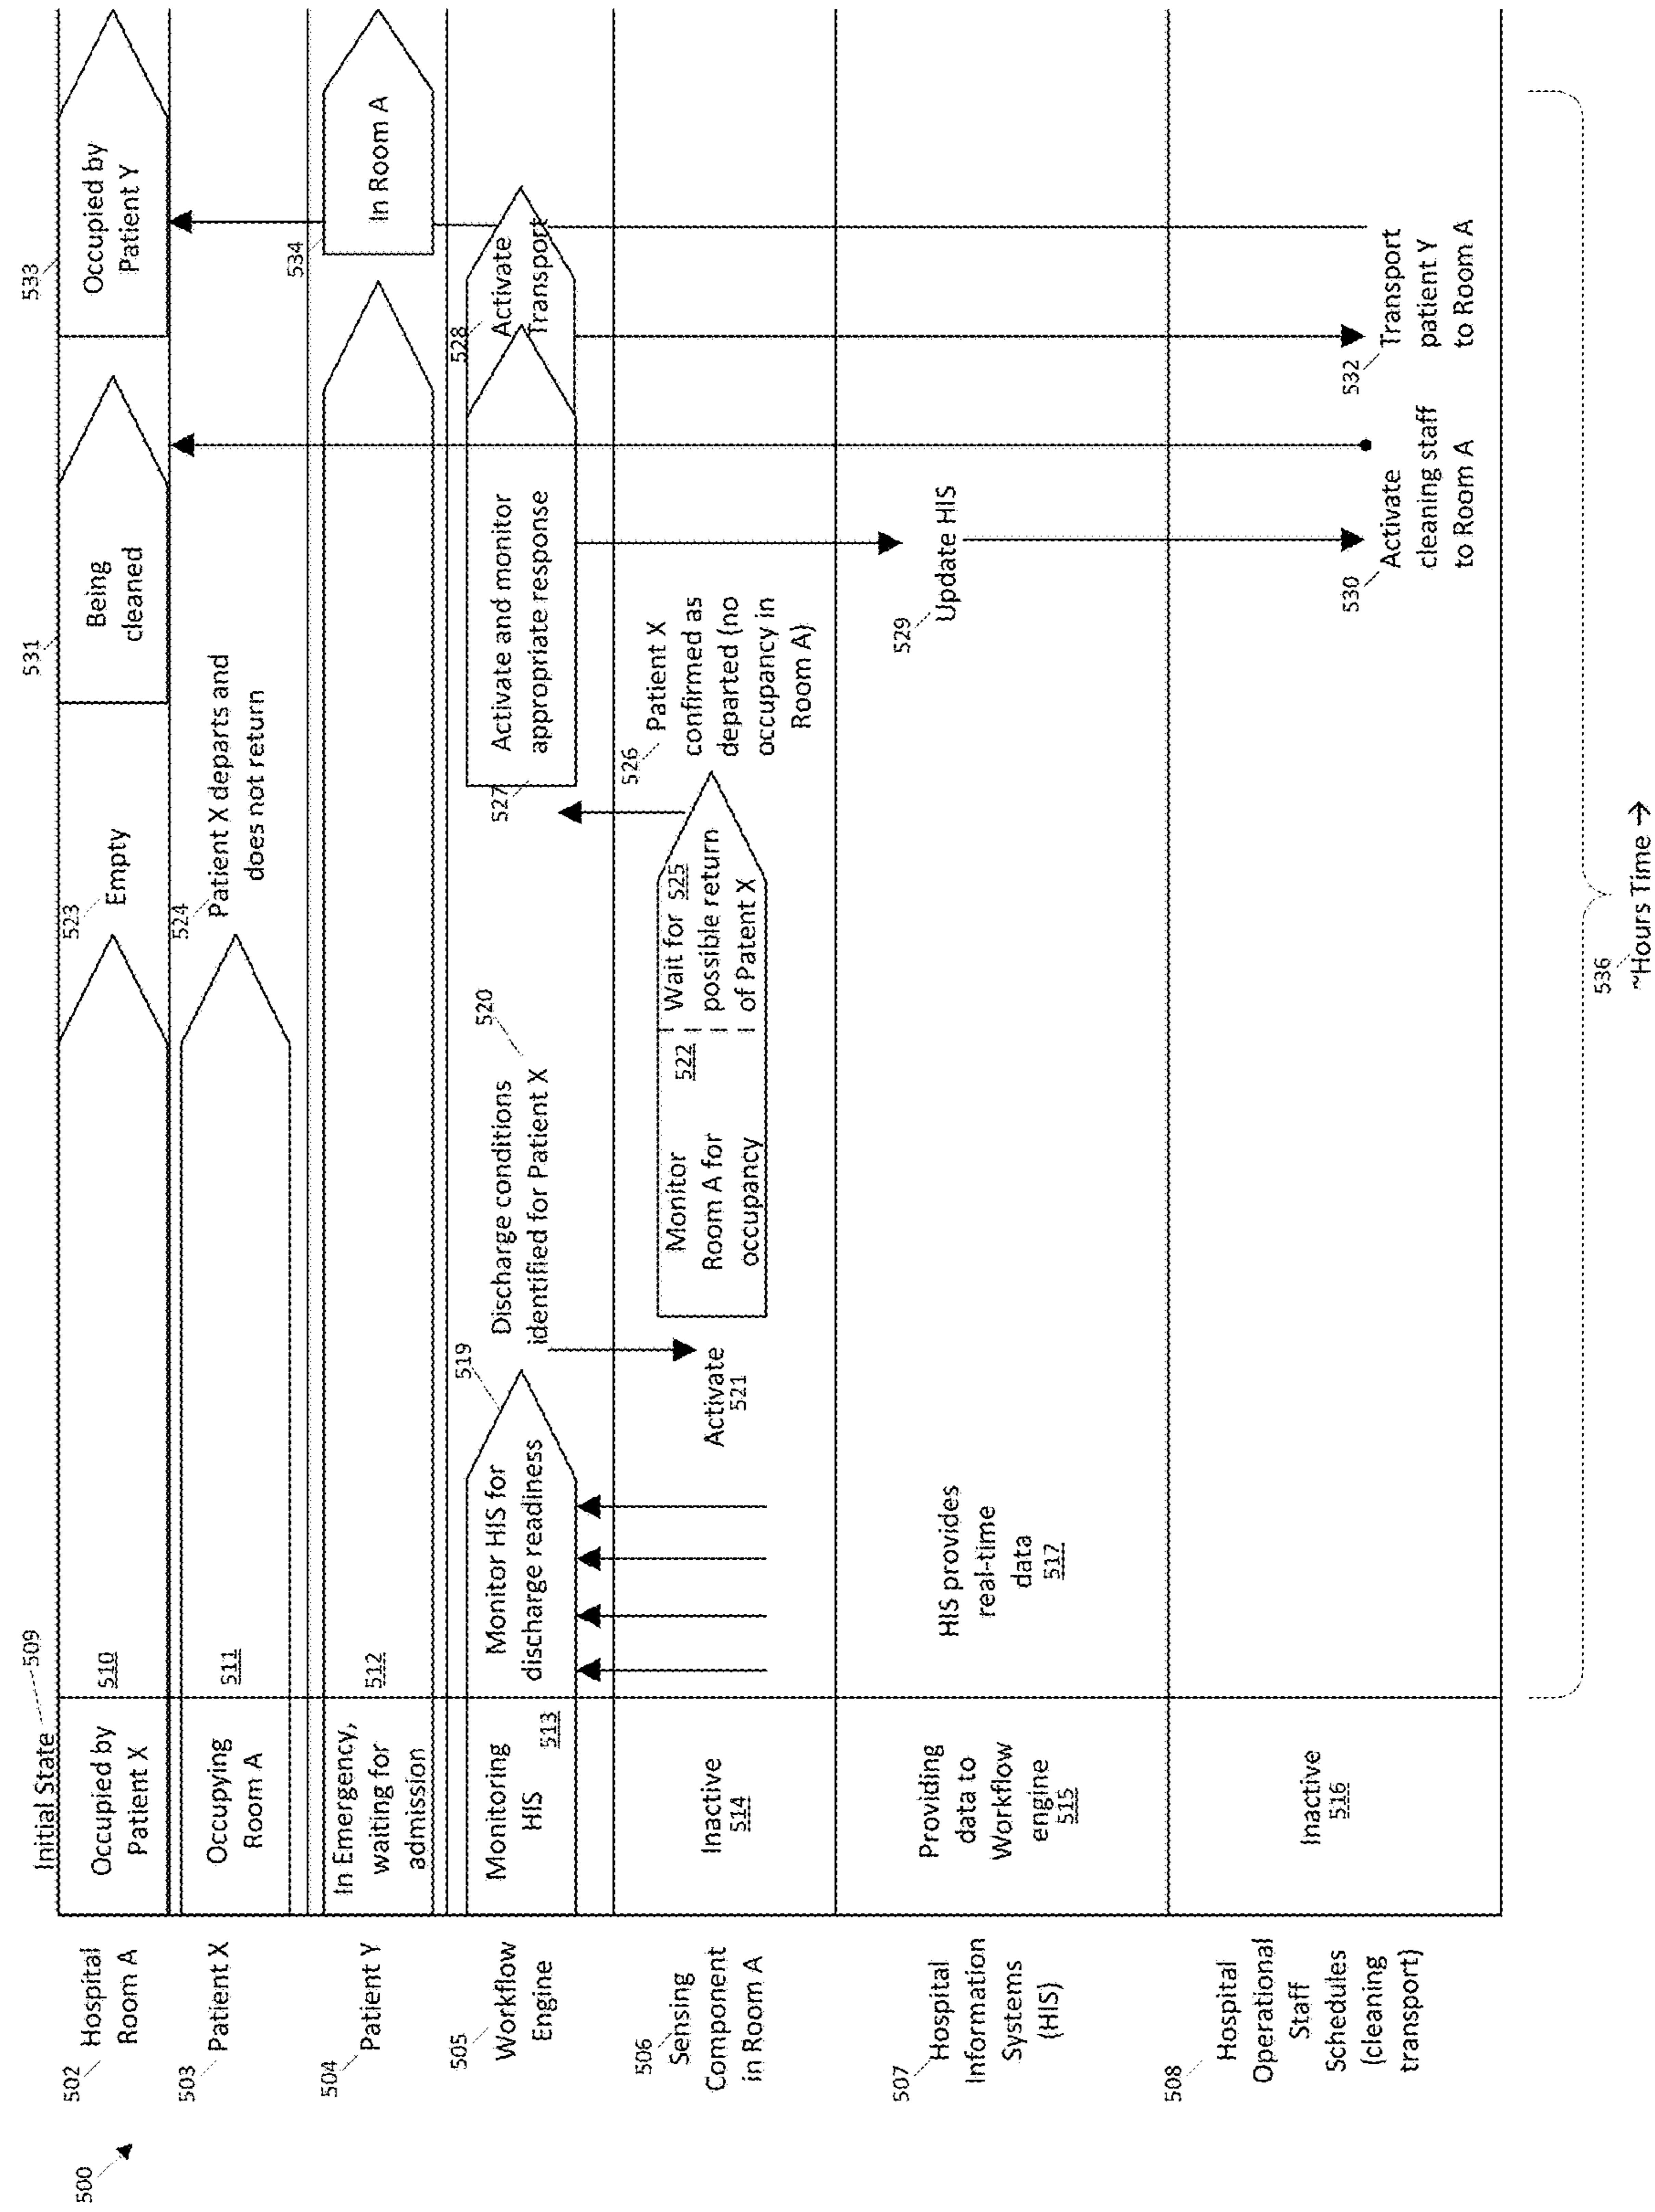 500
Initial State
509
502
Hospital
Room A
Occupied by
Patient X
510
523
Empty
531
Being
cleaned
533
Occupied by
Patient Y
503
Patient X
Occupying
Room A
511
524
Patient X departs and
does not return
504
Patient Y
In Emergency,
waiting for
admission
512
534
In Room A
505
Workflow
Engine
Monitoring
HIS
513
Monitor HIS for
discharge readiness
519
Discharge conditions
identified for Patient X
520
527
Activate and monitor
appropriate response
528
Activate
Transport
506
Sensing
Component
in Room A
Inactive
514
Activate
521
Monitor
Room A for
occupancy
522
Wait for 525
possible return
of Patent X
526
Patient X
confirmed as
departed (no
occupancy in
Room A)
507
Hospital
Information
Systems
(HIS)
Providing
data to
Workflow
engine
515
HIS provides
real-time
data
517
529
Update HIS
508
Hospital
Operational
Staff
Schedules
(cleaning
transport)
Inactive
516
530
Activate
cleaning staff
to Room A
532
Transport
patient Y
to Room A
536
~Hours Time →